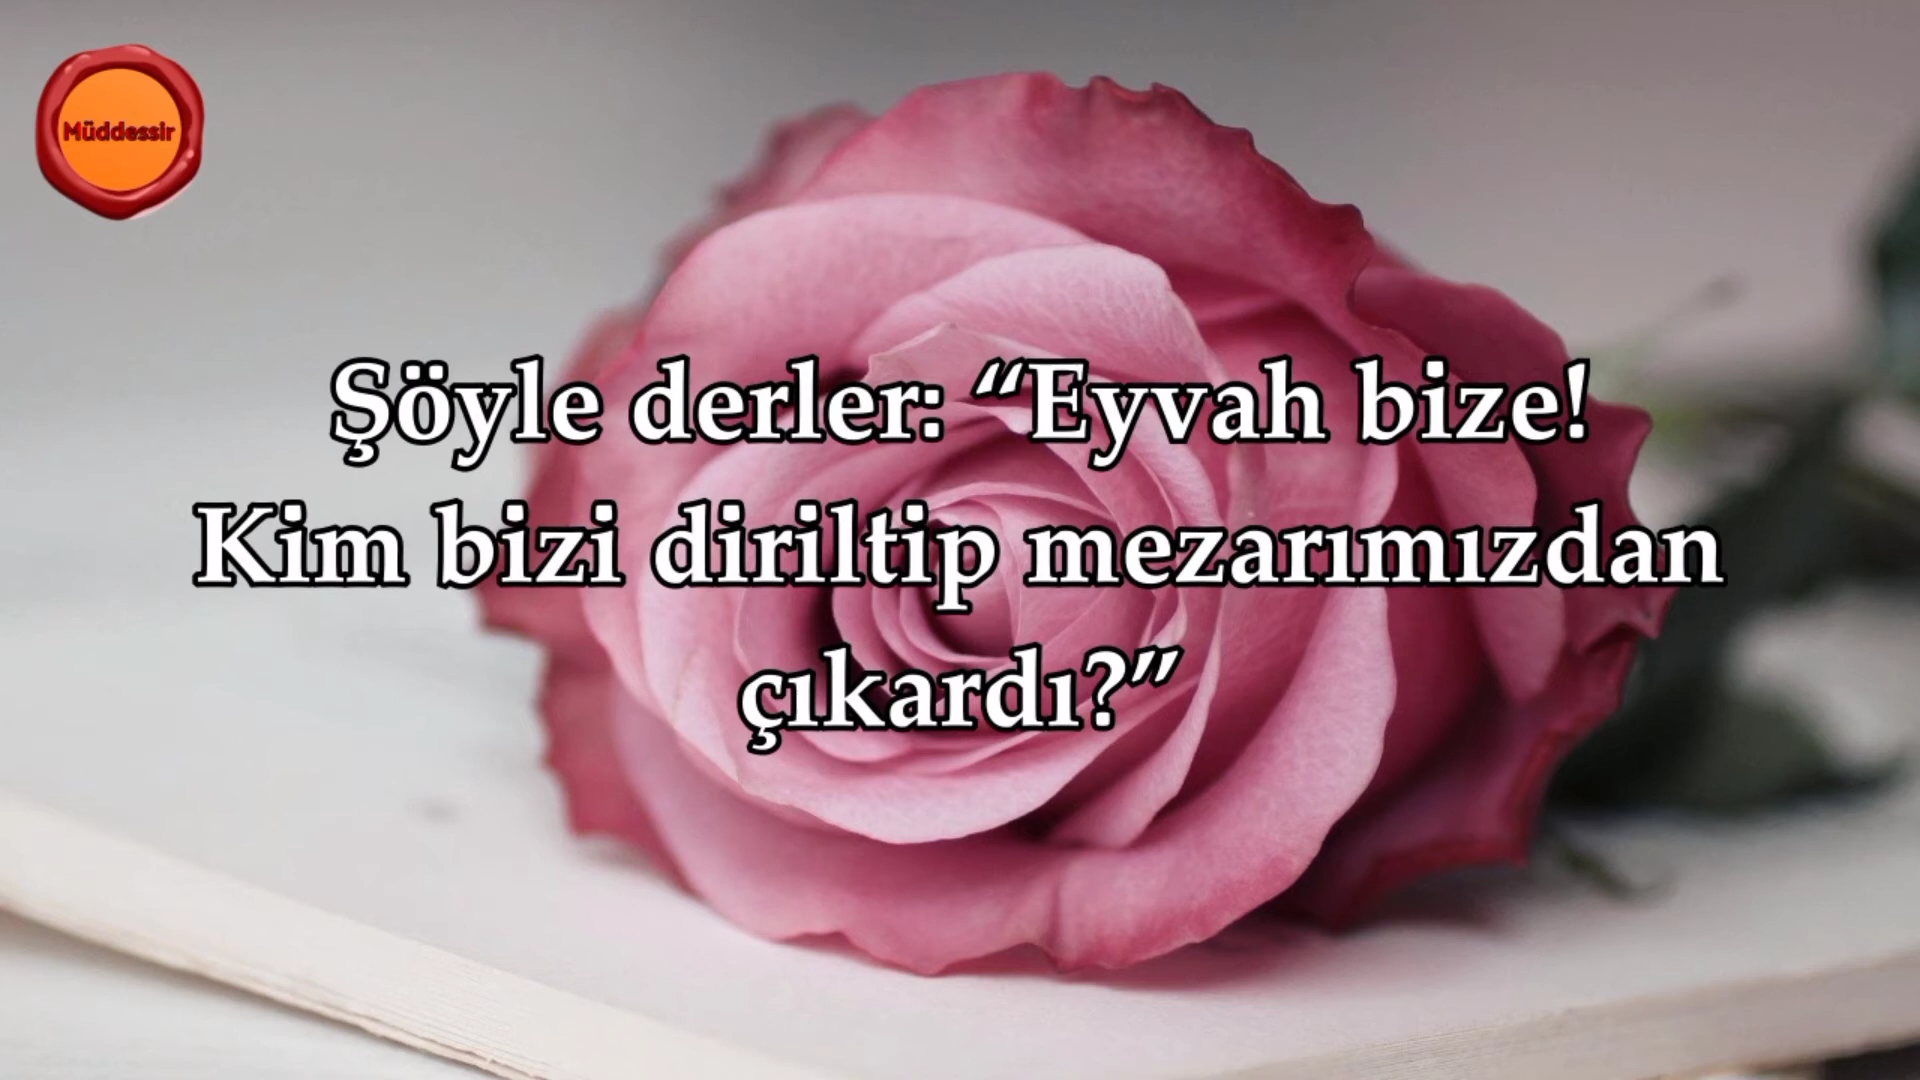 Müddessir
Şöyle derler: “Eyvah bize!
Kim bizi diriltip mezarımızdan
çıkardı?”